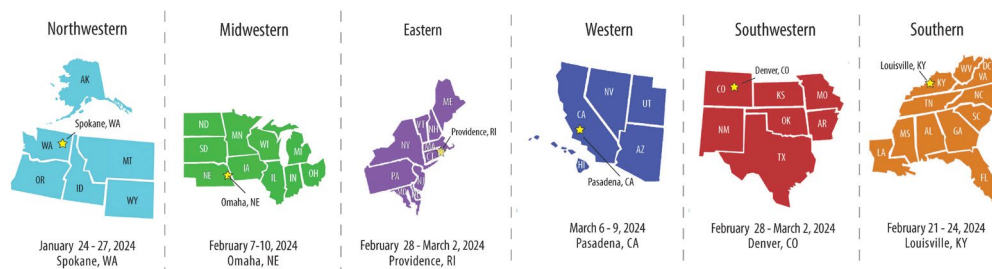 Northwestern
AK
Spokane, WA
WA
MT
OR
ID
WY
January 24 - 27, 2024
Spokane, WA
Midwestern
ND
MN
WI
MI
SD
NE
IA
IL
IN
OH
Omaha, NE
February 7-10, 2024
Omaha, NE
Eastern
ME
VT
NH
Providence, RI
NY
CT
PA
February 28 - March 2, 2024
Providence, RI
Western
NV
UT
CA
AZ
HI
Pasadena, CA
March 6 - 9, 2024
Pasadena, CA
Southwestern
Denver, CO
CO
KS
MO
OK
AR
NM
TX
February 28 - March 2, 2024
Denver, CO
Southern
Louisville, KY
WV
DC
KY
VA
TN
NC
SC
MS
AL
GA
LA
FL
February 21 - 24, 2024
Louisville, KY